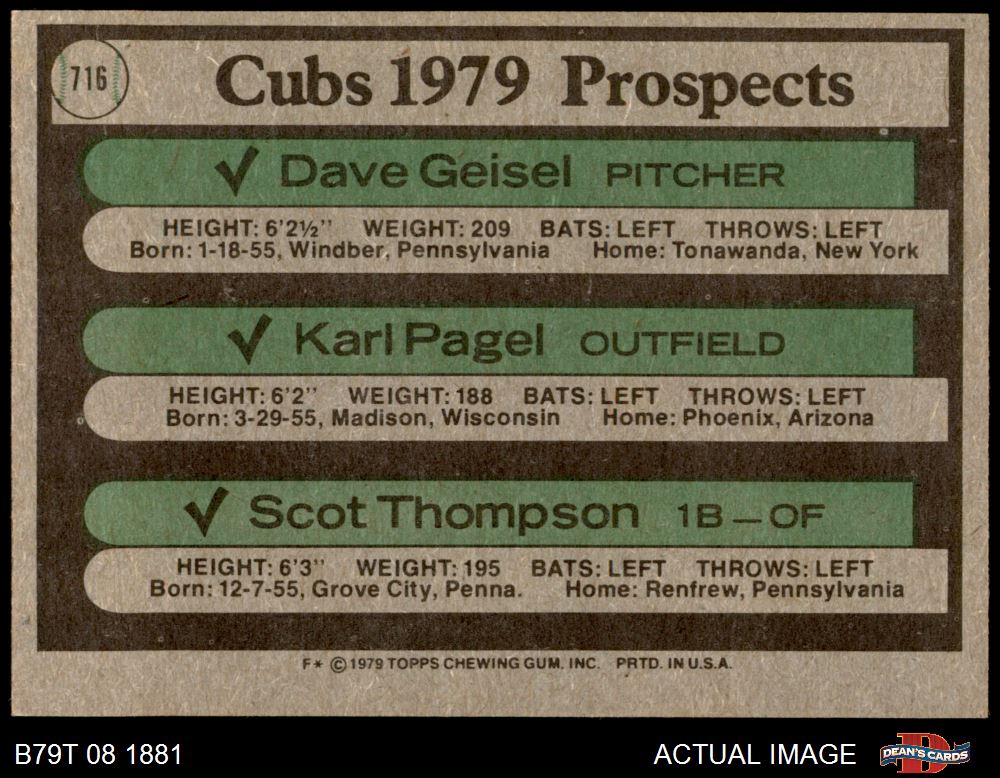 716
Cubs 1979 Prospects
✓ Dave Geisel PITCHER
HEIGHT: 6'2½'' WEIGHT: 209 BATS: LEFT THROWS: LEFT
Born: 1-18-55, Windber, Pennsylvania Home: Tonawanda, New York
✓ Karl Pagel OUTFIELD
HEIGHT: 6'2'' WEIGHT: 188 BATS: LEFT THROWS: LEFT
Born: 3-29-55, Madison, Wisconsin Home: Phoenix, Arizona
✓ Scot Thompson 1B — OF
HEIGHT: 6'3'' WEIGHT: 195 BATS: LEFT THROWS: LEFT
Born: 12-7-55, Grove City, Penna. Home: Renfrew, Pennsylvania
F* © 1979 TOPPS CHEWING GUM, INC. PRTD. IN U.S.A.
B79T 08 1881 ACTUAL IMAGE D DEAN'S CARDS